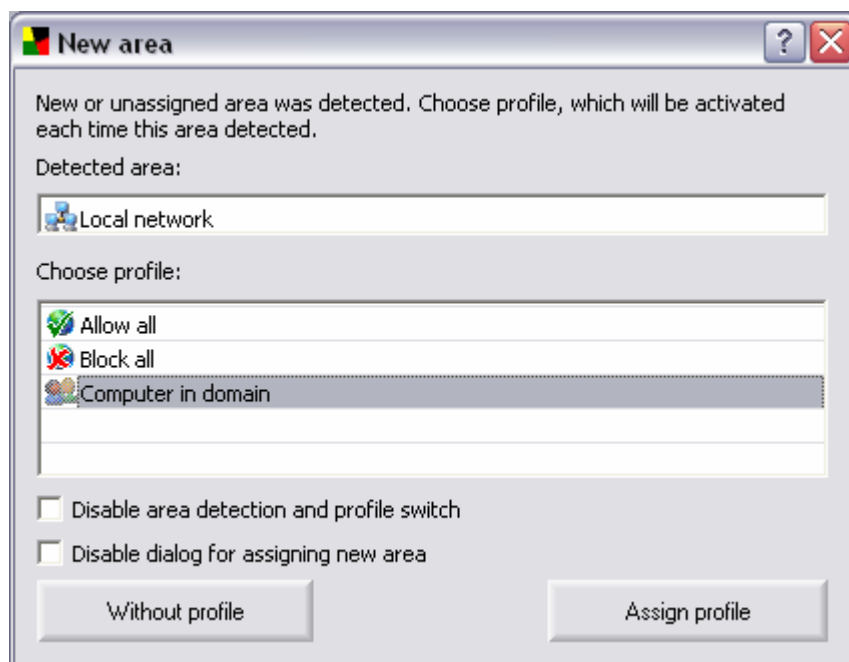 New area
New or unassigned area was detected. Choose profile, which will be activated
each time this area detected.
Detected area:
Local network
Choose profile:
Allow all
Block all
Computer in domain
Disable area detection and profile switch
Disable dialog for assigning new area
Without profile
Assign profile